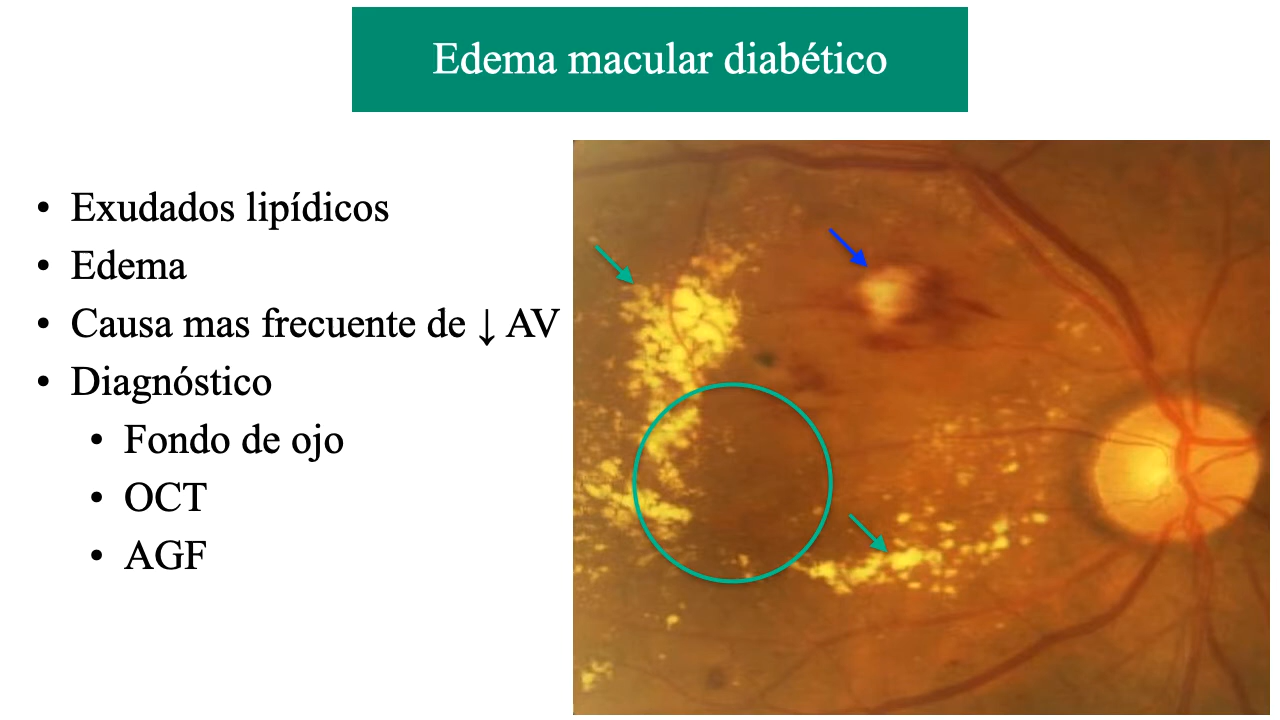 Edema macular diabético
• Exudados lipídicos
• Edema
• Causa mas frecuente de ↓ AV
• Diagnóstico
• Fondo de ojo
• OCT
• AGF